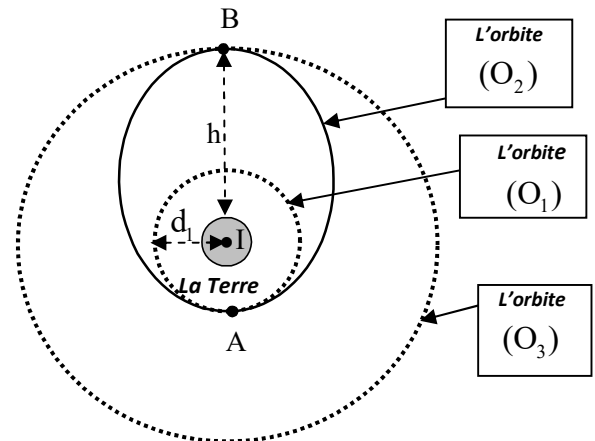 B
L'orbite
(O₂)
h
L'orbite
(O₁)
d₁
I
La Terre
L'orbite
(O₃)
A